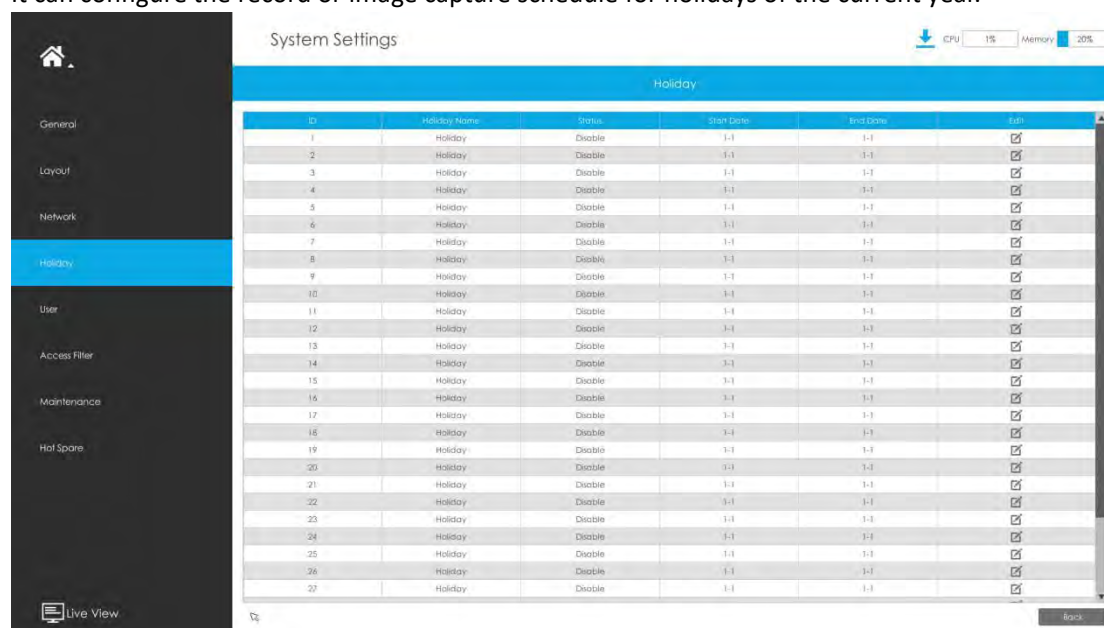 It can configure the record or image capture schedule for holidays of the current year.
System Settings
CPU 1% Memory 20%
Holiday
General
Layout
Network
Holiday
User
Access Filter
Maintenance
Hot Spare
Live View
ID Holiday Name Status Start Date End Date Edit
1 Holiday Disable 1-1 1-1
2 Holiday Disable 1-1 1-1
3 Holiday Disable 1-1 1-1
4 Holiday Disable 1-1 1-1
5 Holiday Disable 1-1 1-1
6 Holiday Disable 1-1 1-1
7 Holiday Disable 1-1 1-1
8 Holiday Disable 1-1 1-1
9 Holiday Disable 1-1 1-1
10 Holiday Disable 1-1 1-1
11 Holiday Disable 1-1 1-1
12 Holiday Disable 1-1 1-1
13 Holiday Disable 1-1 1-1
14 Holiday Disable 1-1 1-1
15 Holiday Disable 1-1 1-1
16 Holiday Disable 1-1 1-1
17 Holiday Disable 1-1 1-1
18 Holiday Disable 1-1 1-1
19 Holiday Disable 1-1 1-1
20 Holiday Disable 1-1 1-1
21 Holiday Disable 1-1 1-1
22 Holiday Disable 1-1 1-1
23 Holiday Disable 1-1 1-1
24 Holiday Disable 1-1 1-1
25 Holiday Disable 1-1 1-1
26 Holiday Disable 1-1 1-1
27 Holiday Disable 1-1 1-1
Back